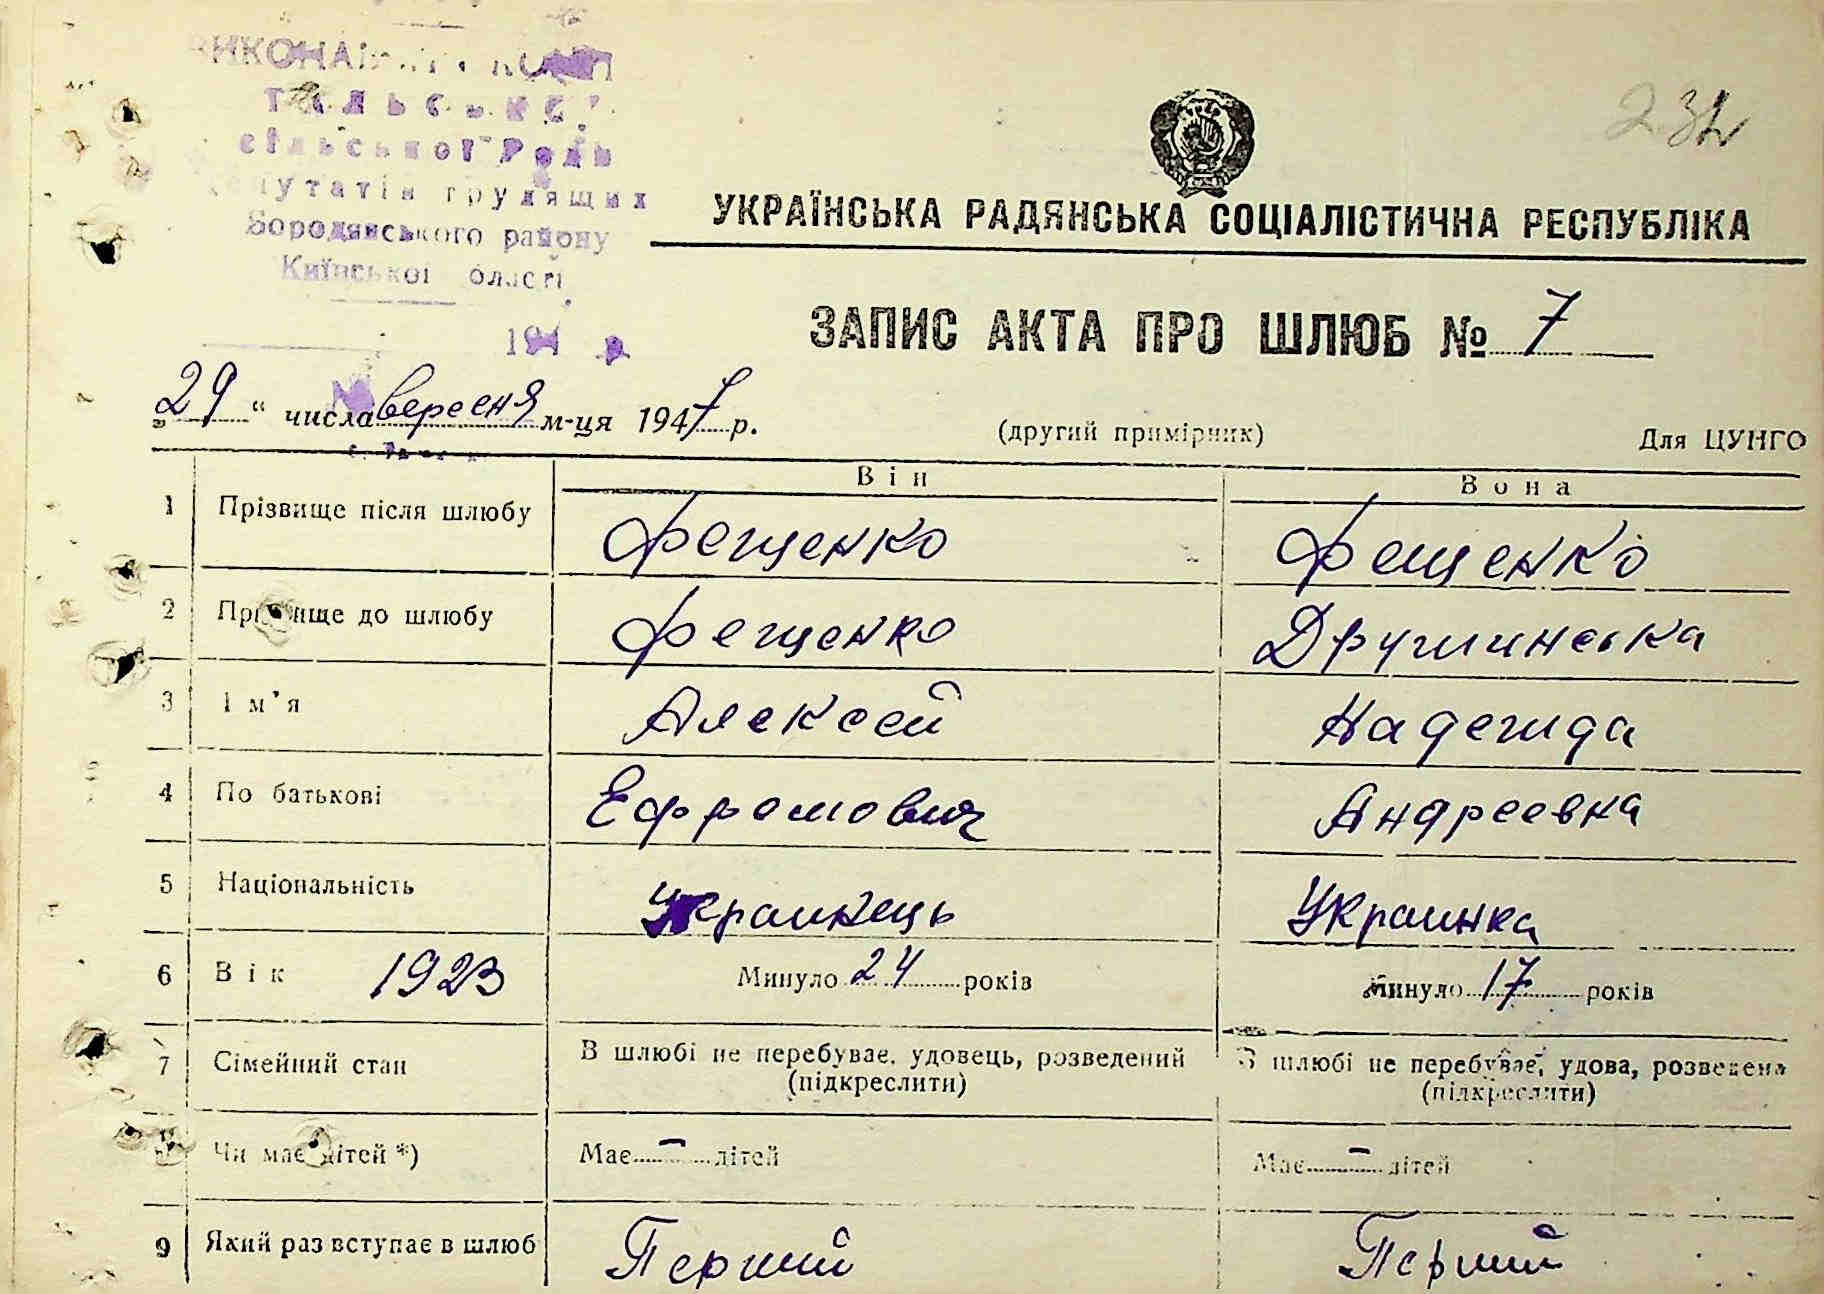 тальської
сільської Ради
депутатів трудящих
Бородянського району
Київської області
194 р.
232
УКРАЇНСЬКА РАДЯНСЬКА СОЦІАЛІСТИЧНА РЕСПУБЛІКА
ЗАПИС АКТА ПРО ШЛЮБ № 7
„29“ числа вересня м-ця 1947 р.
(другий примірник)
Для ЦУНГО
Він
Вона
1 Прізвище після шлюбу Фещенко Фещенко
2 Прізвище до шлюбу Фещенко
3 Ім'я Алексей Надежда
4 По батькові Ефремович Андреевна
5 Національність Украинець Украинка
6 Вік 1923 Минуло 24 років Минуло 17 років
7 Сімейний стан В шлюбі не перебуває, удовець, розведений В шлюбі не перебуває, удова, розведена
(підкреслити) (підкреслити)
8 Чи має дітей *) Має — дітей Має — дітей
9 Який раз вступає в шлюб Перший Перший